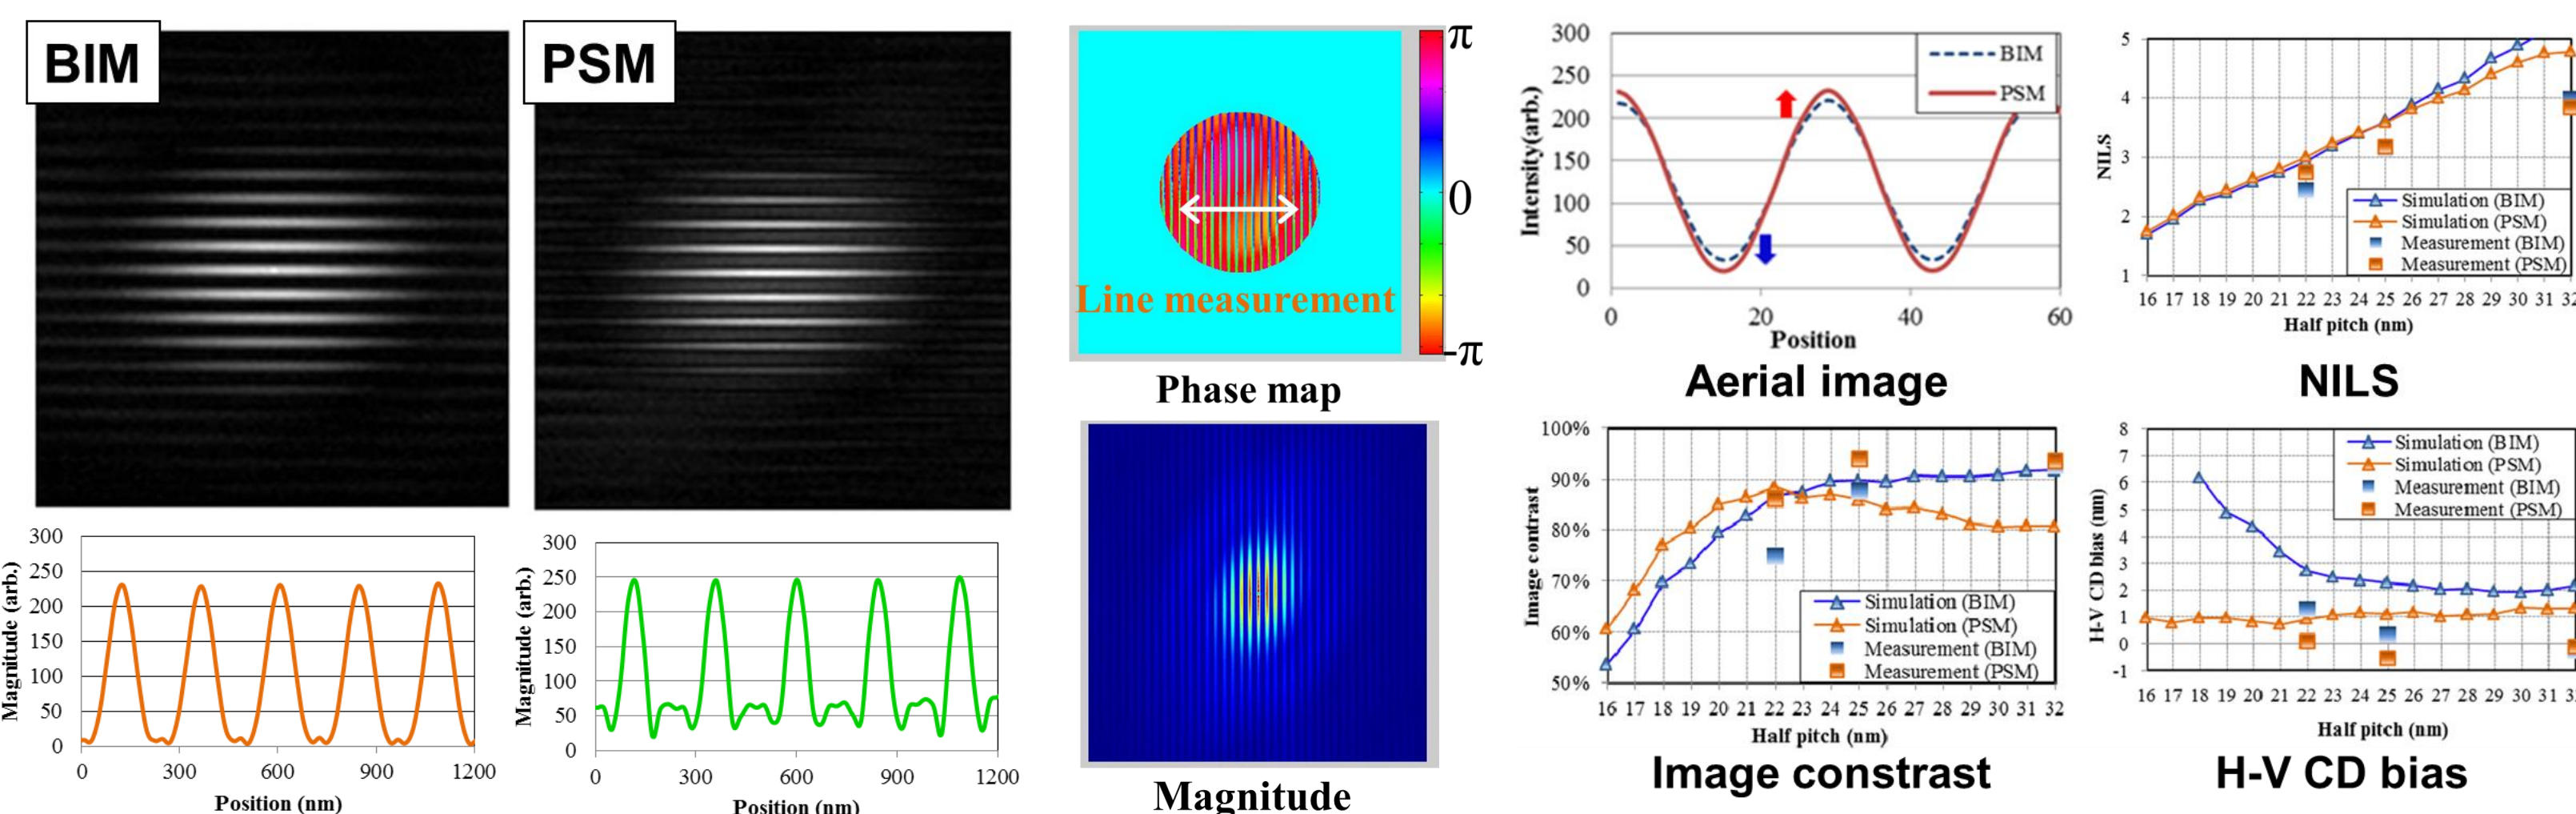 BIM
PSM
300
250
200
150
100
50
0
0 300 600 900 1200
Magnitude (arb.)
Position (nm)
300
250
200
150
100
50
0
0 300 600 900 1200
Magnitude (arb.)
Position (nm)
π
0
-π
Line measurement
Phase map
Magnitude
300
250
200
150
100
50
0
0 20 40 60
Intensity(arb.)
Position
BIM
PSM
Aerial image
5
4
3
2
1
16 17 18 19 20 21 22 23 24 25 26 27 28 29 30 31 32
NILS
Half pitch (nm)
Simulation (BIM)
Simulation (PSM)
Measurement (BIM)
Measurement (PSM)
NILS
100%
90%
80%
70%
60%
50%
16 17 18 19 20 21 22 23 24 25 26 27 28 29 30 31 32
Image contrast
Half pitch (nm)
Simulation (BIM)
Simulation (PSM)
Measurement (BIM)
Measurement (PSM)
Image constrast
8
7
6
5
4
3
2
1
0
-1
16 17 18 19 20 21 22 23 24 25 26 27 28 29 30 31
H-V CD bias (nm)
Half pitch (nm)
Simulation (BIM)
Simulation (PSM)
Measurement (BIM)
Measurement (PSM)
H-V CD bias